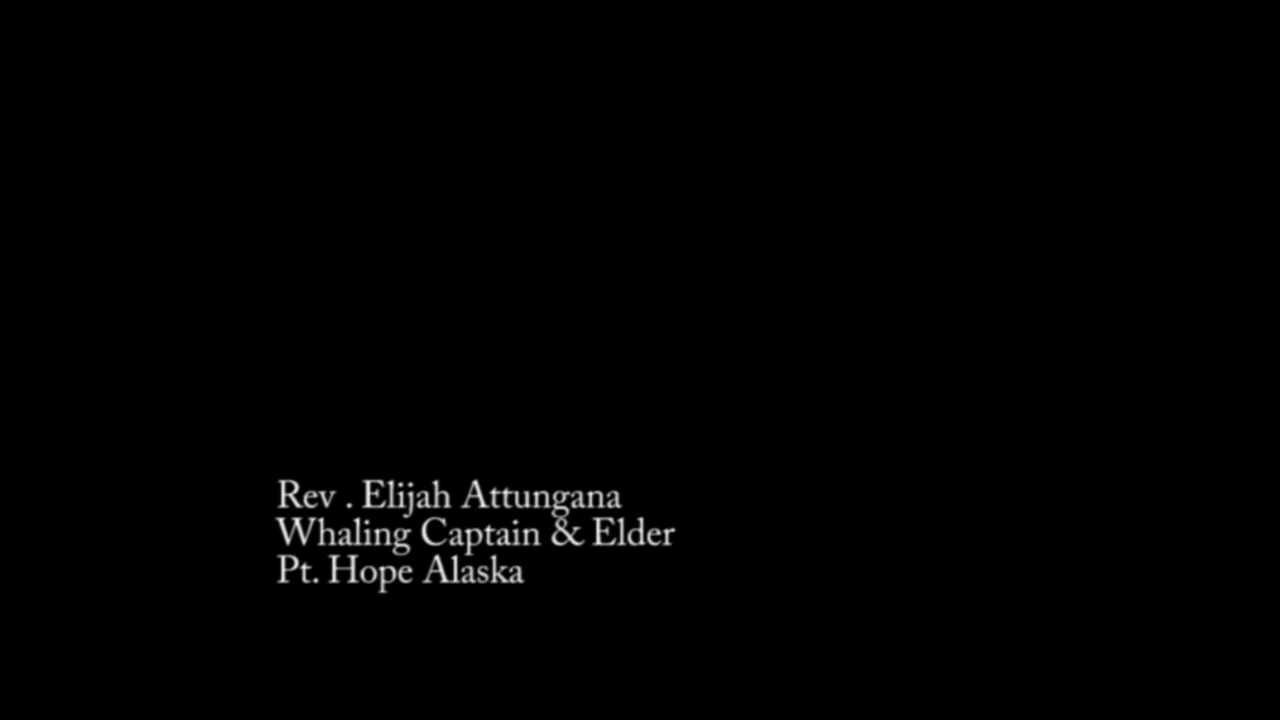 Rev . Elijah Attungana
Whaling Captain & Elder
Pt. Hope Alaska